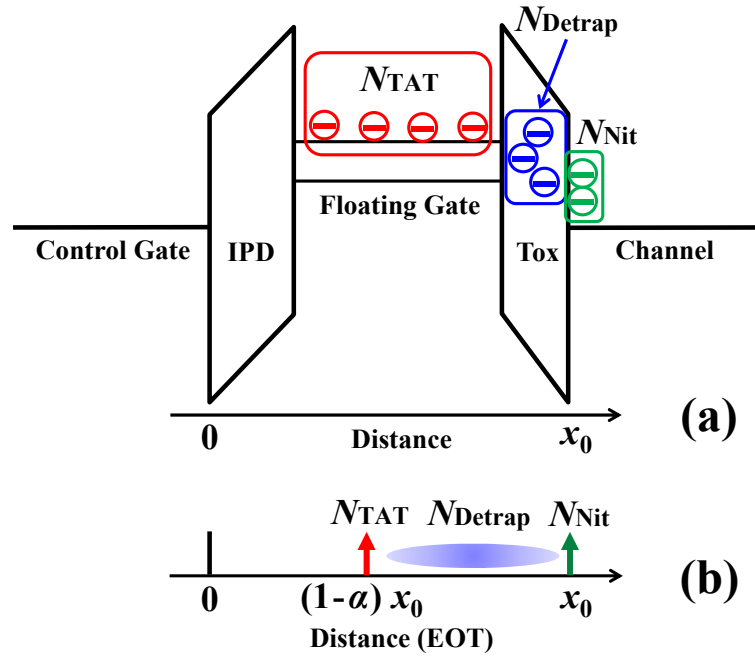 NDetrap
NTAT
NNit
Floating Gate
Control Gate
IPD
Tox
Channel
(a)
0
Distance
x0
NTAT
NDetrap
NNit
(b)
0
(1-α) x0
x0
Distance (EOT)